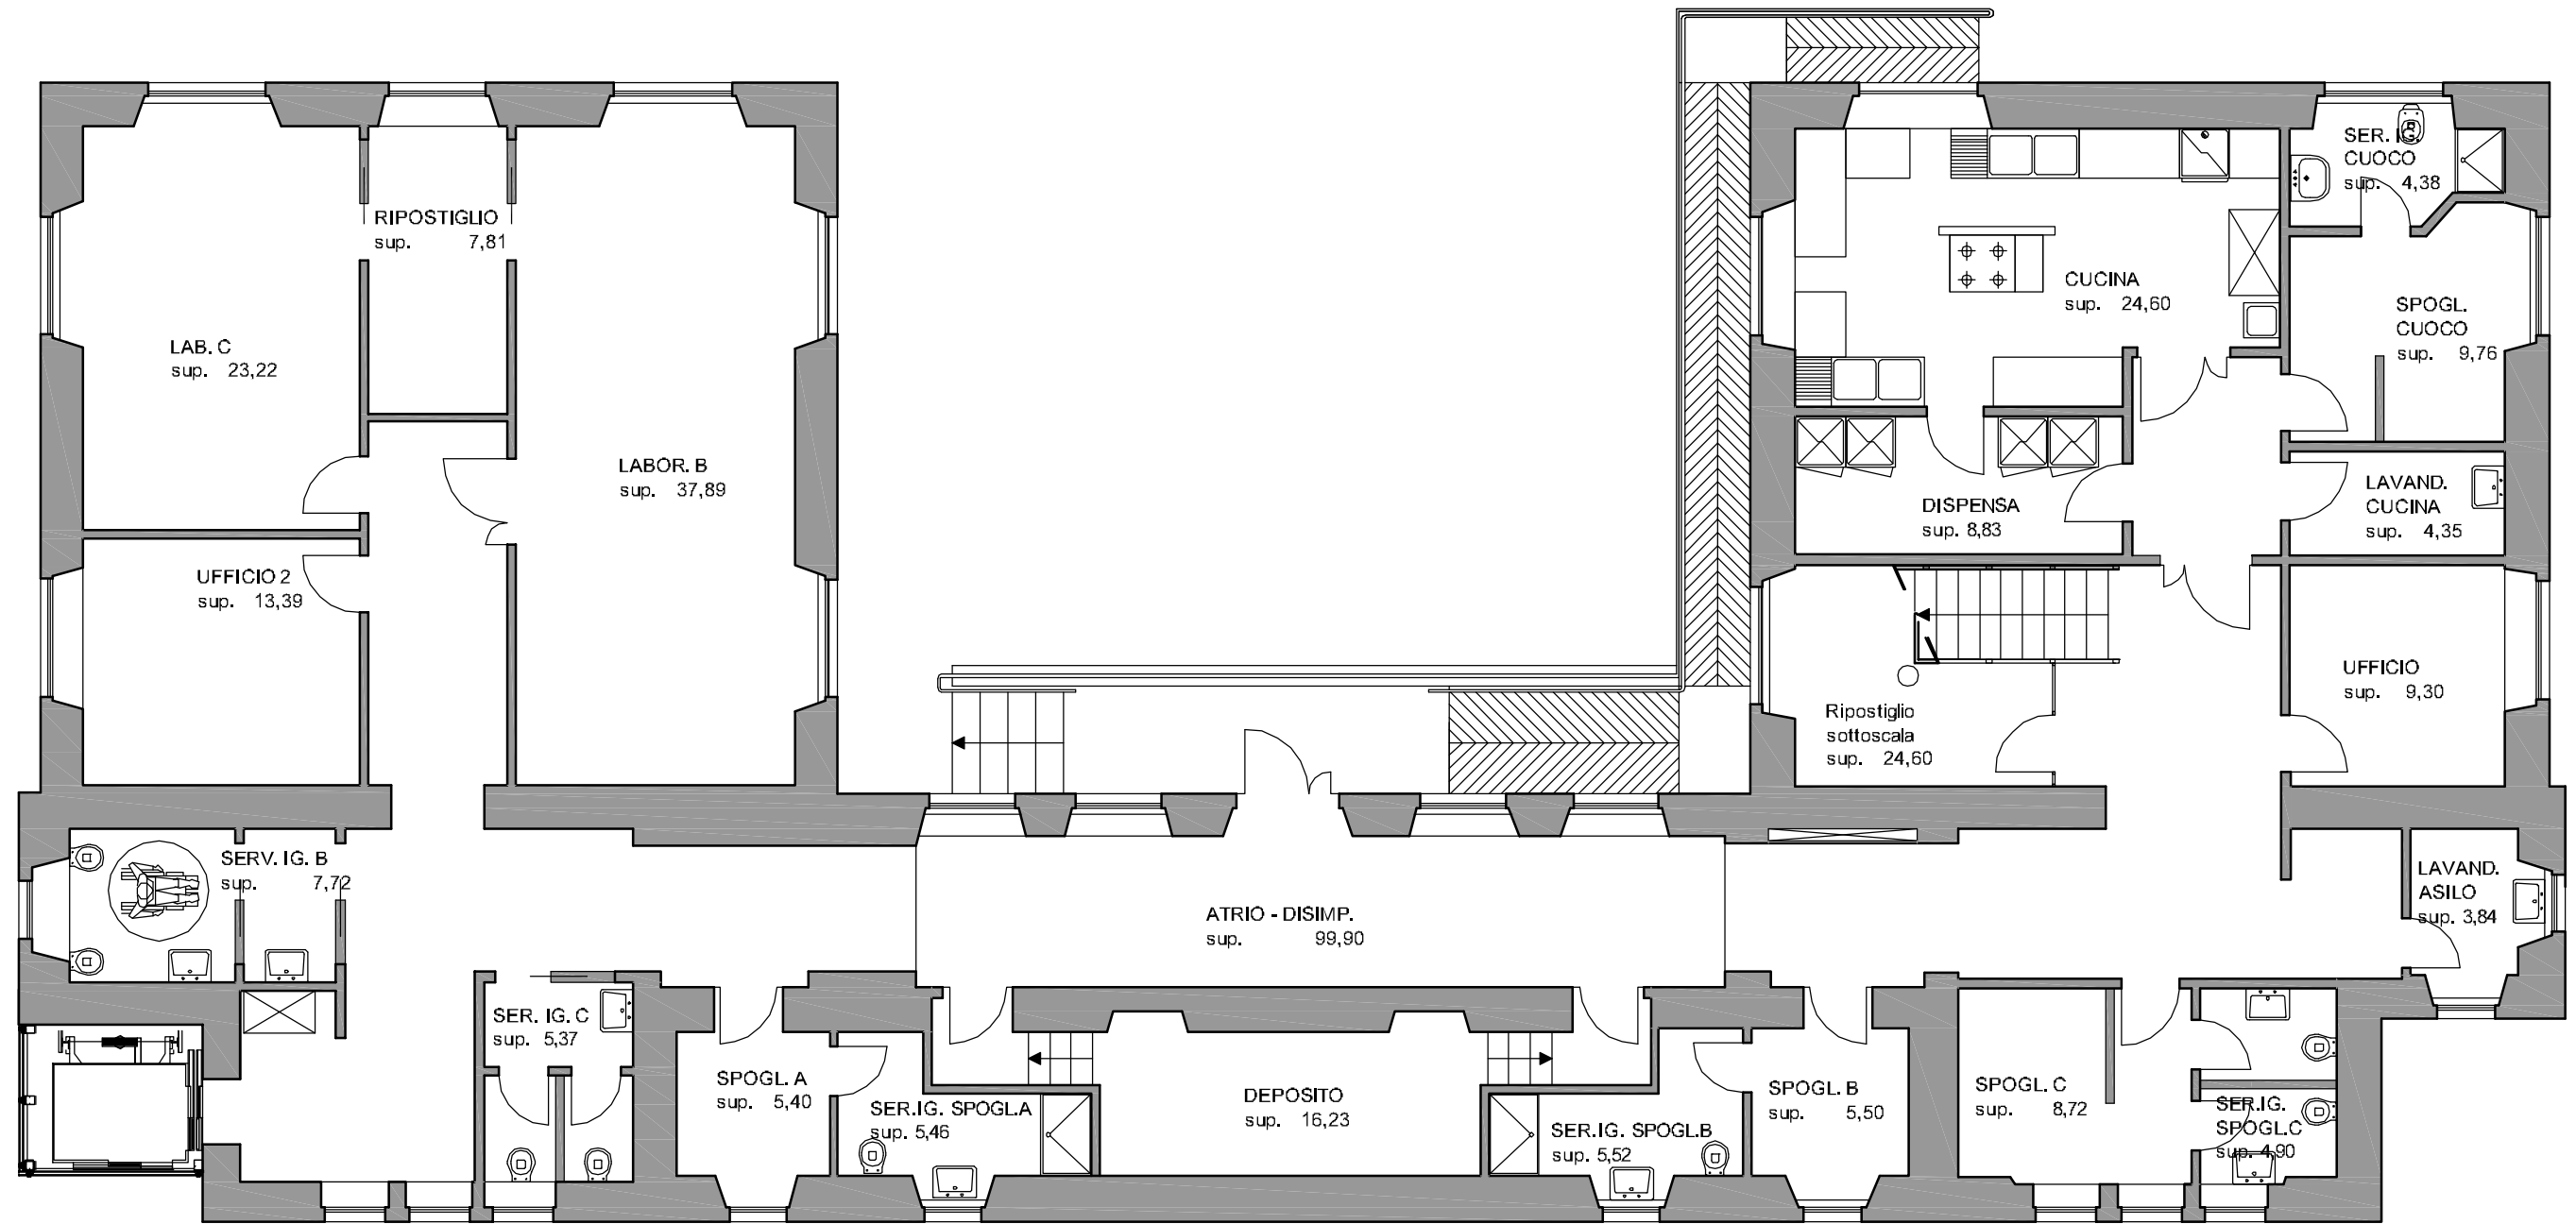 SER. IG.
CUOCO
sup. 4,38
RIPOSTIGLIO
sup. 7,81
CUCINA
sup. 24,60
SPOGL.
CUOCO
sup. 9,76
LAB. C
sup. 23,22
LABOR. B
sup. 37,89
LAVAND.
CUCINA
sup. 4,35
DISPENSA
sup. 8,83
UFFICIO 2
sup. 13,39
UFFICIO
sup. 9,30
Ripostiglio
sottoscala
sup. 24,60
SERV. IG. B
sup. 7,72
LAVAND.
ASILO
sup. 3,84
ATRIO - DISIMP.
sup. 99,90
SER. IG. C
sup. 5,37
SPOGL. A
sup. 5,40
SER.IG. SPOGL.A
sup. 5,46
DEPOSITO
sup. 16,23
SER.IG. SPOGL.B
sup. 5,52
SPOGL. B
sup. 5,50
SPOGL. C
sup. 8,72
SER.IG.
SPOGL.C
sup. 4,90